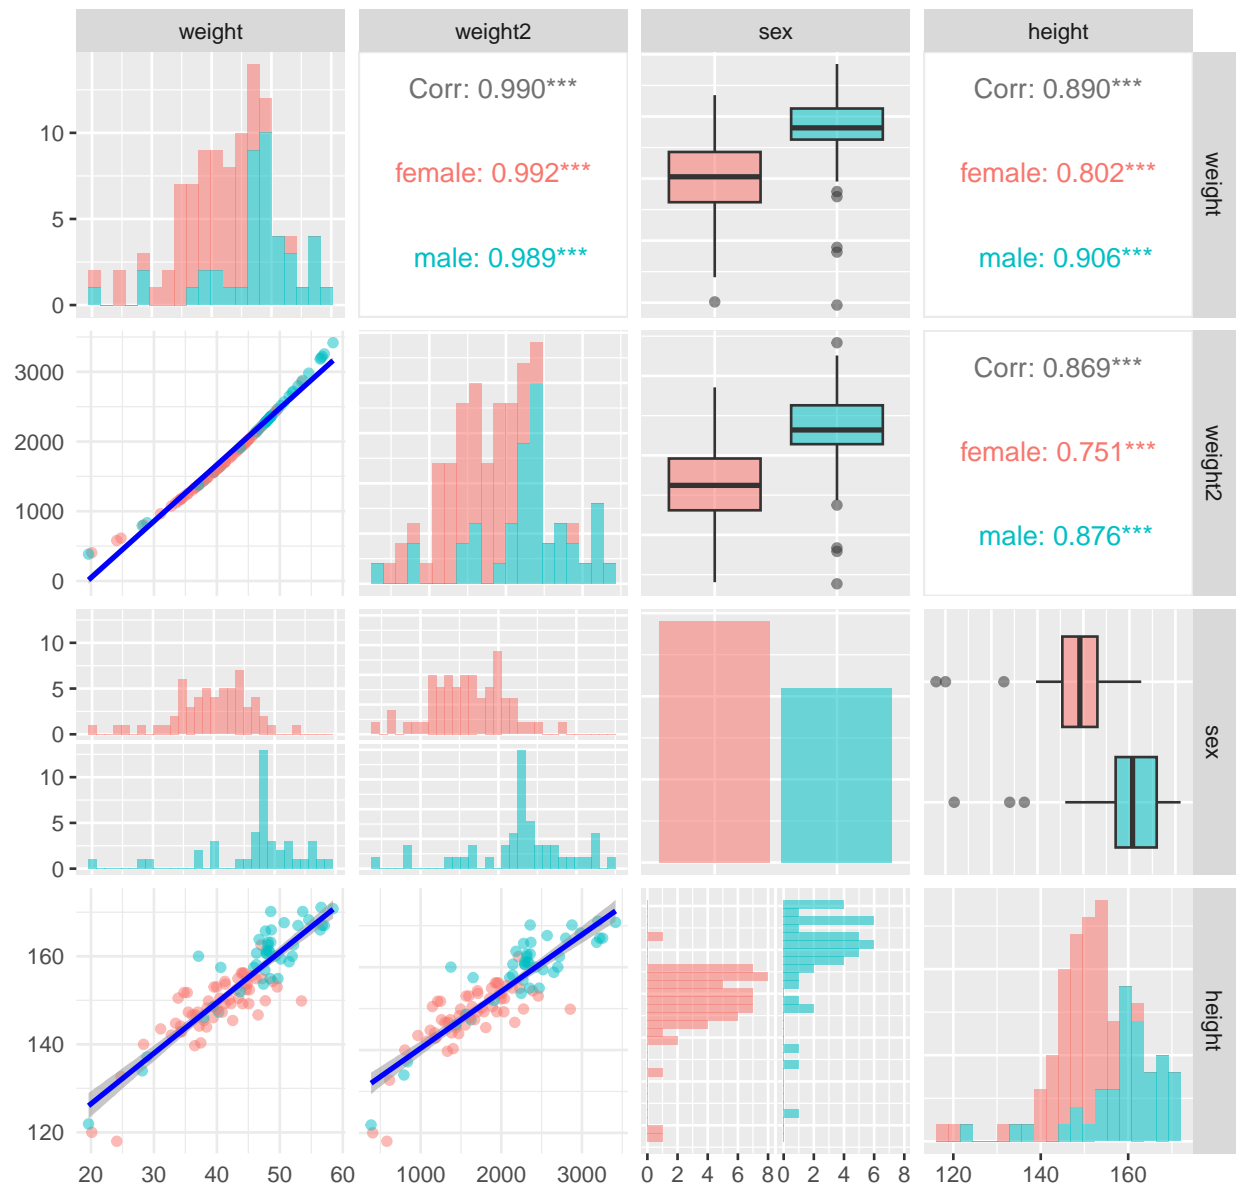 weight weight2 sex height
10
5
0
Corr: 0.990***
female: 0.992***
male: 0.989***
Corr: 0.890***
female: 0.802***
male: 0.906***
weight
3000
2000
1000
0
Corr: 0.869***
female: 0.751***
male: 0.876***
weight2
10
5
0
10
5
0
sex
160
140
120
height
20 30 40 50 60
1000 2000 3000
0 2 4 6 8 0 2 4 6 8
120 140 160